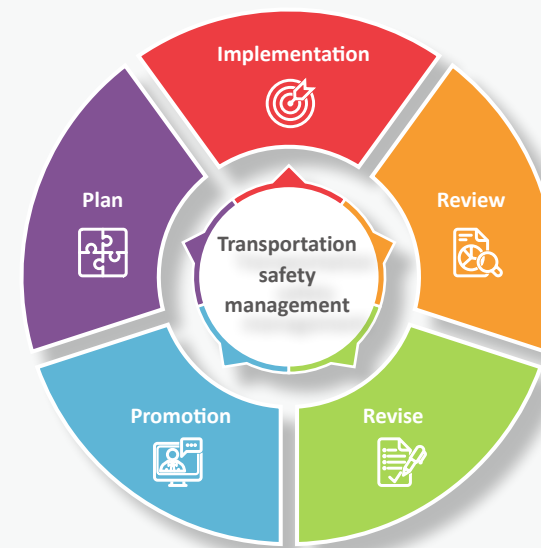 Implementation
Plan
Review
Transportation
safety
management
Promotion
Revise